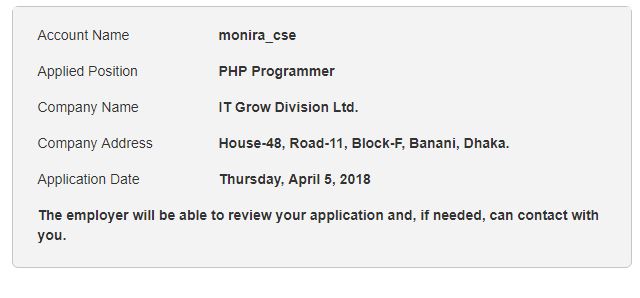 Account Name monira_cse
Applied Position PHP Programmer
Company Name IT Grow Division Ltd.
Company Address House-48, Road-11, Block-F, Banani, Dhaka.
Application Date Thursday, April 5, 2018
The employer will be able to review your application and, if needed, can contact with
you.